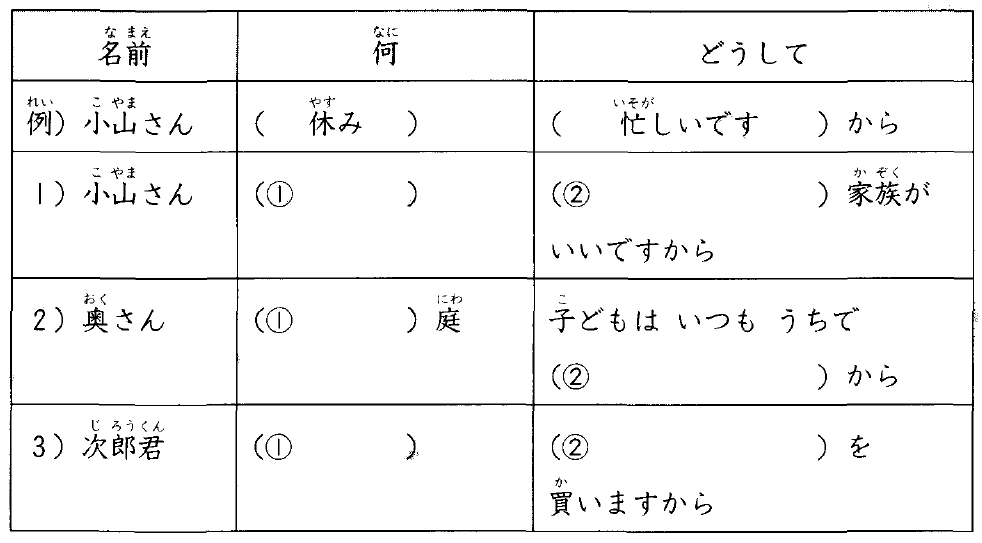 な まえ
名前
なに
何
どうして
れい こ やま
例) 小山さん
やす
( 休み )
いそが
( 忙しいです ) から
こ やま
1) 小山さん
(① )
か ぞく
(② ) 家族が
いいですから
おく
2) 奥さん
にわ
(① ) 庭
こ
子どもは いつも うちで
(② ) から
じ ろうくん
3) 次郎君
(① )
(② ) を
か
買いますから